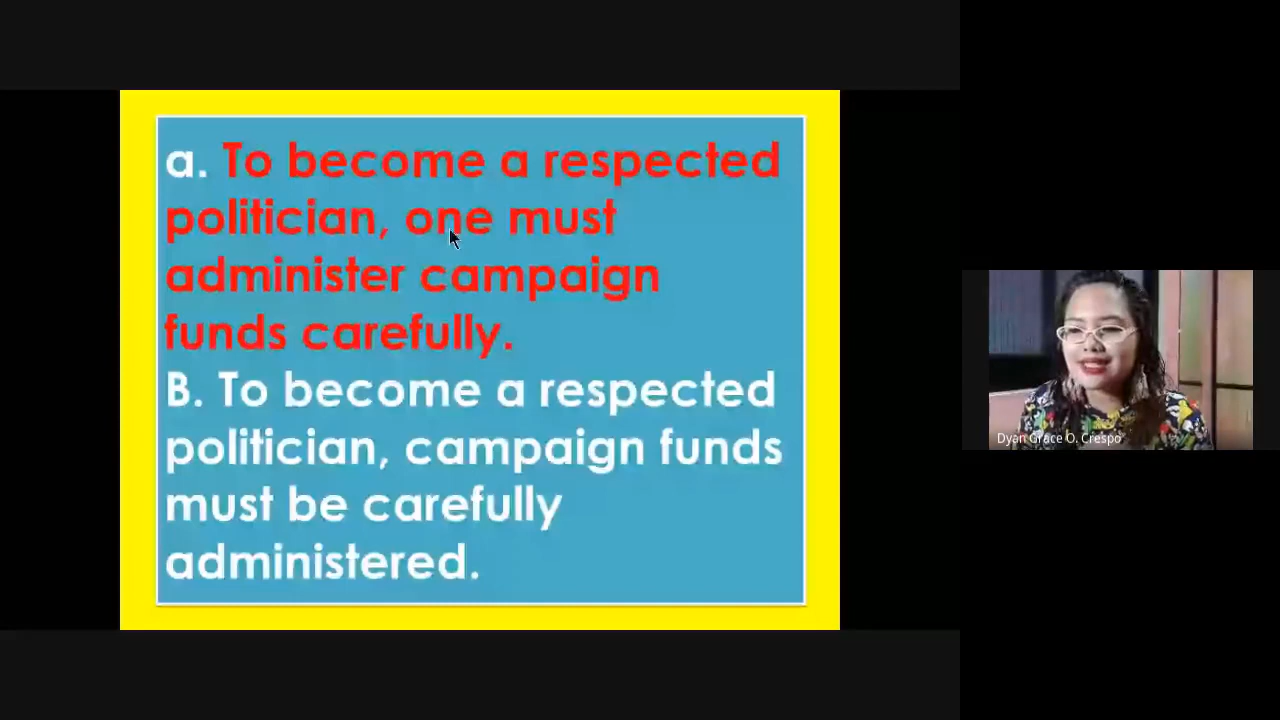 a. To become a respected
politician, one must
administer campaign
funds carefully.
B. To become a respected
politician, campaign funds
must be carefully
administered.
Dyan Grace O. Crespo